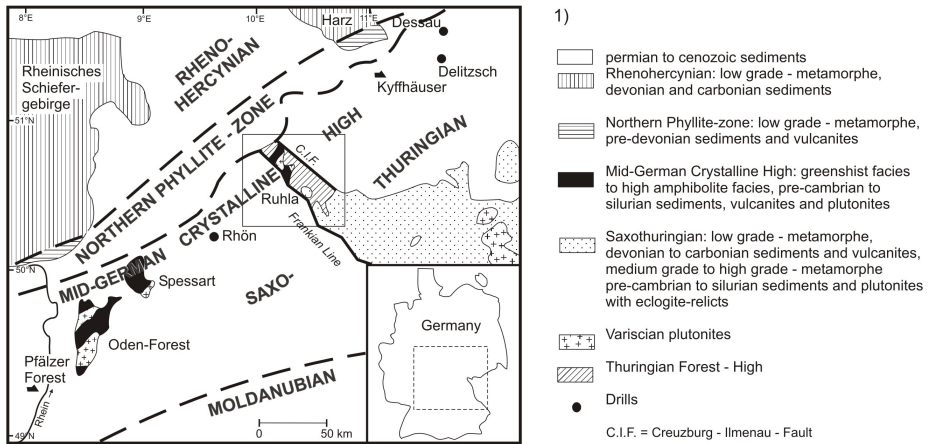 8°E
9°E
10°E
11°E
Harz
Dessau
Delitzsch
Kyffhäuser
RHENO-
HERCYNIAN
Rheinisches
Schiefer-
gebirge
51°N
NORTHERN PHYLLITE - ZONE
HIGH
THURINGIAN
C.I.F.
CRYSTALLINE
Ruhla
Rhön
Frankian Line
50°N
MID-GERMAN
Spessart
SAXO-
Oden-Forest
Germany
Pfälzer
Forest
Rhein →
MOLDANUBIAN
49°N
0
50 km
1)
permian to cenozoic sediments
Rhenohercynian: low grade - metamorphe,
devonian and carbonian sediments
Northern Phyllite-zone: low grade - metamorphe,
pre-devonian sediments and vulcanites
Mid-German Crystalline High: greenshist facies
to high amphibolite facies, pre-cambrian to
silurian sediments, vulcanites and plutonites
Saxothuringian: low grade - metamorphe,
devonian to carbonian sediments and vulcanites,
medium grade to high grade - metamorphe
pre-cambrian to silurian sediments and plutonites
with eclogite-relicts
Variscian plutonites
Thuringian Forest - High
Drills
C.I.F. = Creuzburg - Ilmenau - Fault